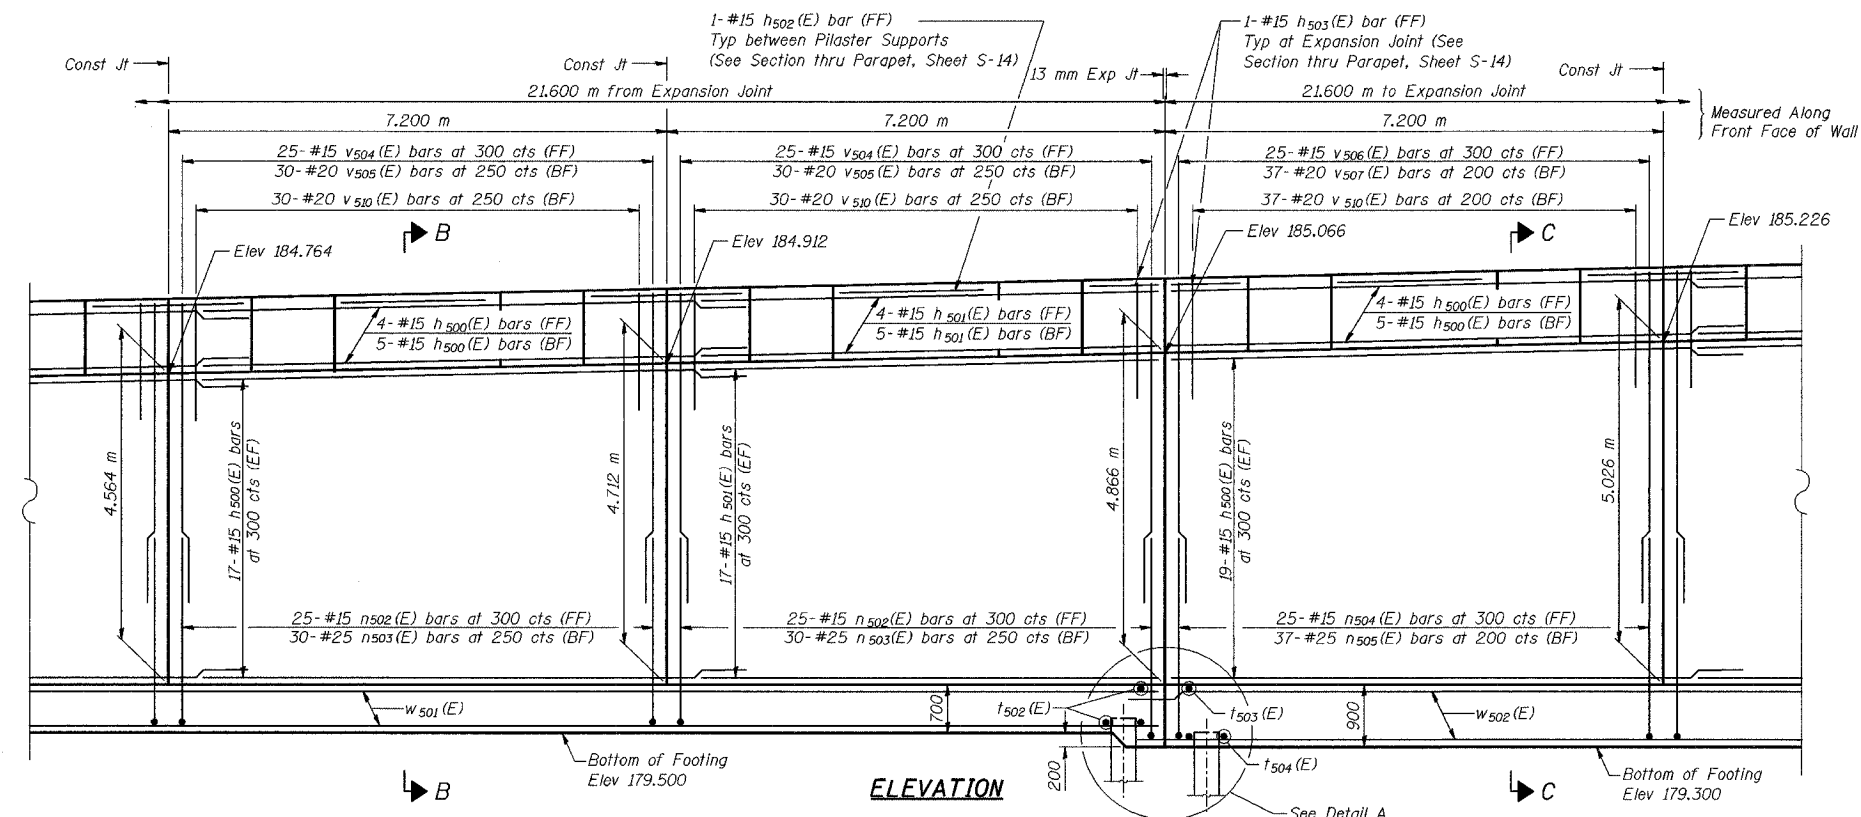 1-#15 h502(E) bar (FF)
Typ between Pilaster Supports
(See Section thru Parapet, Sheet S-14)
1-#15 h503(E) bar (FF)
Typ at Expansion Joint (See
Section thru Parapet, Sheet S-14)
Const Jt
Const Jt
13 mm Exp Jt
Const Jt
21.600 m from Expansion Joint
21.600 m to Expansion Joint
Measured Along
Front Face of Wall
7.200 m
7.200 m
7.200 m
25-#15 v504(E) bars at 300 cts (FF)
30-#20 v505(E) bars at 250 cts (BF)
30-#20 v510(E) bars at 250 cts (BF)
25-#15 v504(E) bars at 300 cts (FF)
30-#20 v505(E) bars at 250 cts (BF)
30-#20 v510(E) bars at 250 cts (BF)
25-#15 v506(E) bars at 300 cts (FF)
37-#20 v507(E) bars at 200 cts (BF)
37-#20 v510(E) bars at 200 cts (BF)
B
C
Elev 184.764
Elev 184.912
Elev 185.066
Elev 185.226
4-#15 h500(E) bars (FF)
5-#15 h500(E) bars (BF)
4-#15 h501(E) bars (FF)
5-#15 h501(E) bars (BF)
4-#15 h500(E) bars (FF)
5-#15 h500(E) bars (BF)
4.564 m
17-#15 h500(E) bars
at 300 cts (EF)
4.712 m
17-#15 h501(E) bars
at 300 cts (EF)
4.866 m
19-#15 h500(E) bars
at 300 cts (EF)
5.026 m
25-#15 n502(E) bars at 300 cts (FF)
30-#25 n503(E) bars at 250 cts (BF)
25-#15 n502(E) bars at 300 cts (FF)
30-#25 n503(E) bars at 250 cts (BF)
25-#15 n504(E) bars at 300 cts (FF)
37-#25 n505(E) bars at 200 cts (BF)
w501(E)
700
t502(E)
t503(E)
900
w502(E)
200
t504(E)
Bottom of Footing
Elev 179.500
Bottom of Footing
Elev 179.300
B
ELEVATION
C
See Detail A